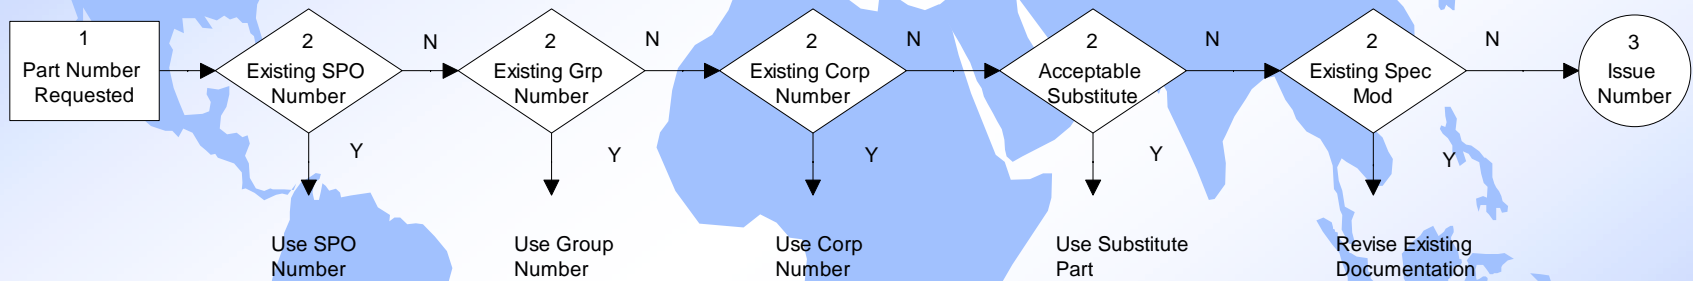 1
Part Number
Requested
2
Existing SPO
Number
N
2
Existing Grp
Number
N
2
Existing Corp
Number
N
2
Acceptable
Substitute
N
2
Existing Spec
Mod
N
3
Issue
Number
Y
Y
Y
Y
Y
Use SPO
Number
Use Group
Number
Use Corp
Number
Use Substitute
Part
Revise Existing
Documentation